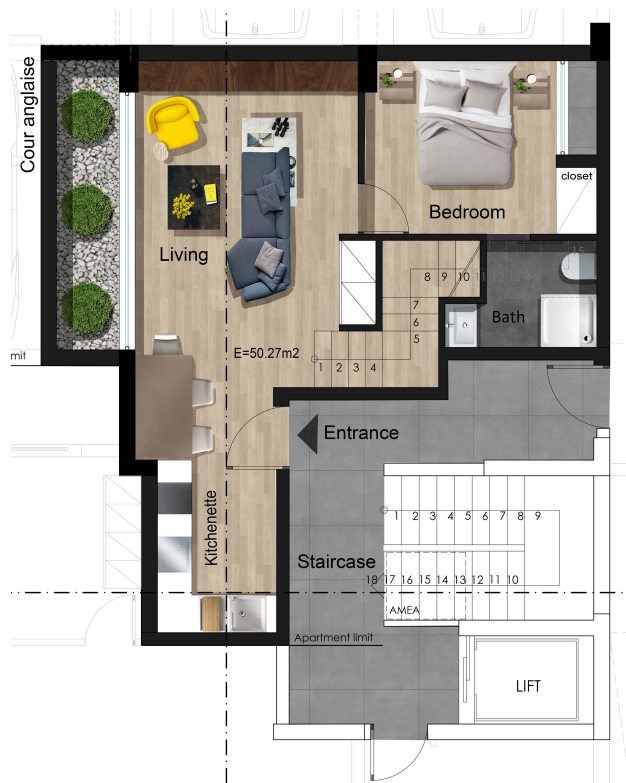 Cour anglaise
closet
Bedroom
Living
15
8 9 10 11
7
6
5
Bath
E=50.27m2
1 2 3 4
mit
Entrance
Kitchenette
1 2 3 4 5 6 7 8 9
Staircase
18 17 16 15 14 13 12 11 10
AMEA
Apartment limit
LIFT